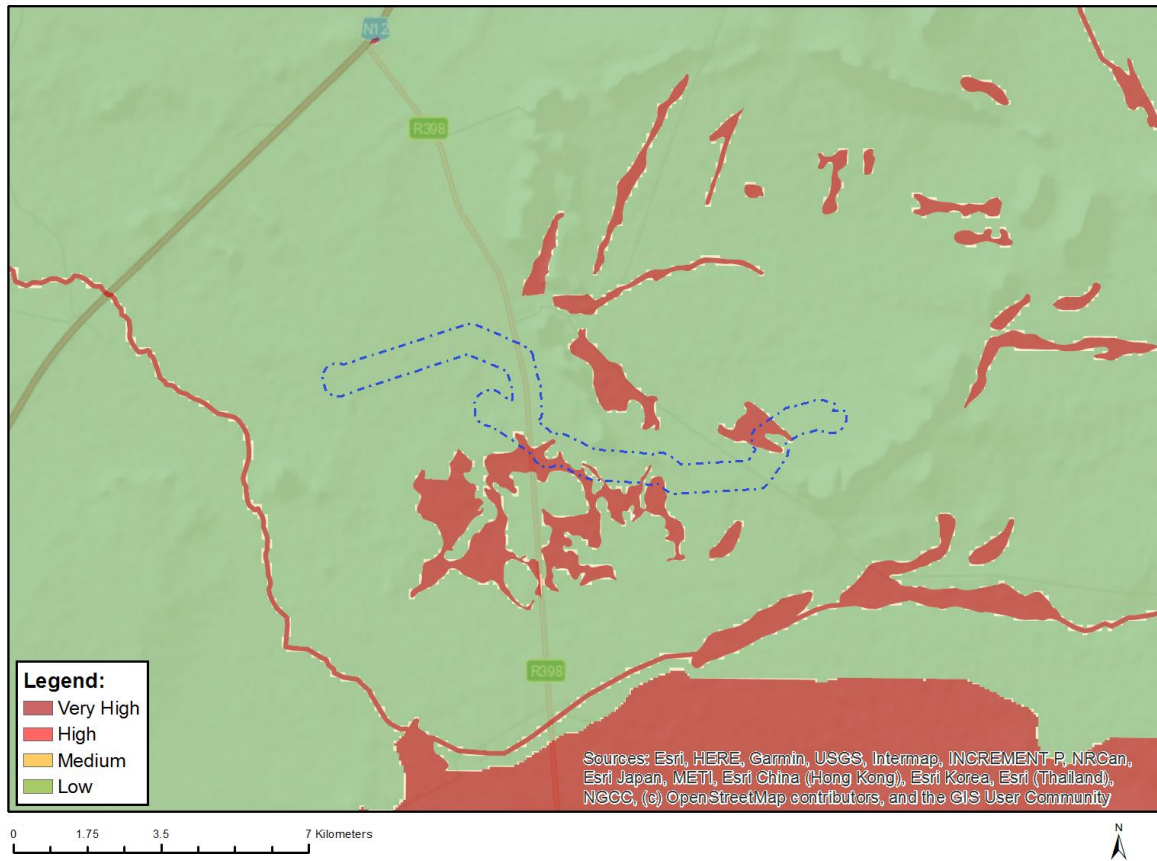 N12
R398
R398
Legend:
Very High
High
Medium
Low
Sources: Esri, HERE, Garmin, USGS, Intermap, INCREMENT P, NRCan,
Esri Japan, METI, Esri China (Hong Kong), Esri Korea, Esri (Thailand),
NGCC, (c) OpenStreetMap contributors, and the GIS User Community
0 1.75 3.5 7 Kilometers
N